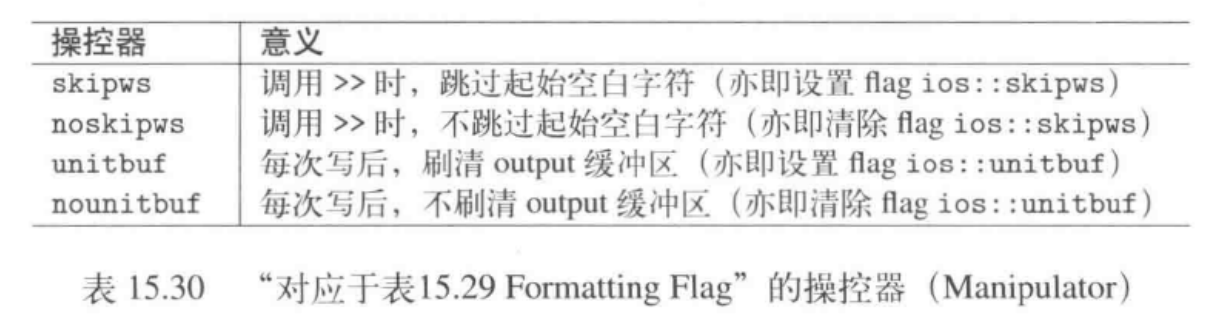 操控器 意义
skipws 调用 >> 时，跳过起始空白字符（亦即设置 flag ios::skipws）
noskipws 调用 >> 时，不跳过起始空白字符（亦即清除 flag ios::skipws）
unitbuf 每次写后，刷清 output 缓冲区（亦即设置 flag ios::unitbuf）
nounitbuf 每次写后，不刷清 output 缓冲区（亦即清除 flag ios::unitbuf）
表 15.30 “对应于表15.29 Formatting Flag”的操控器（Manipulator）